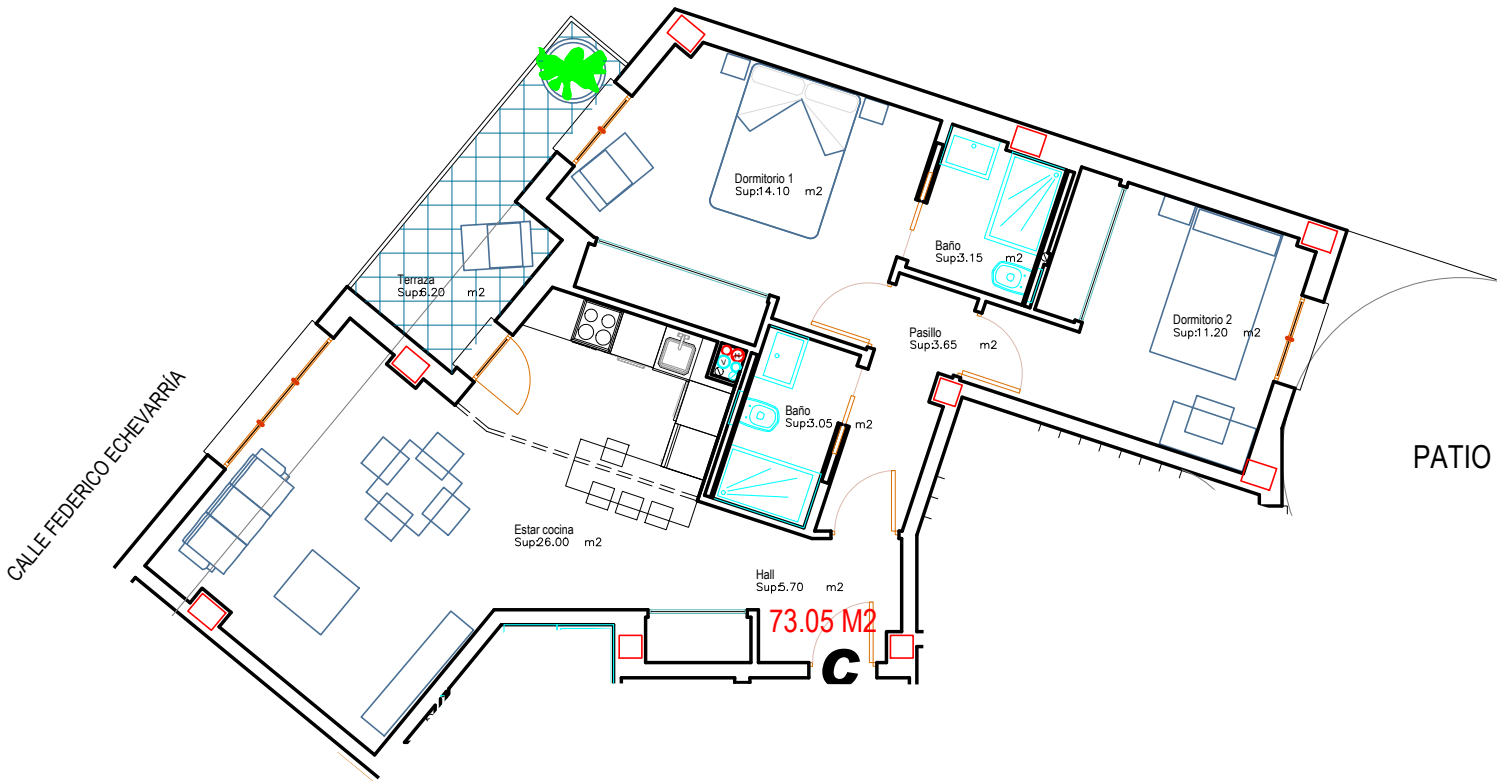 Dormitorio 1
Sup:14.10 m2
Baño
Sup:3.15 m2
Terraza
Sup:6.20 m2
Pasillo
Sup:3.65 m2
Dormitorio 2
Sup:11.20 m2
Baño
Sup:3.05 m2
CALLE FEDERICO ECHEVARRÍA
PATIO
Estar cocina
Sup:26.00 m2
Hall
Sup:5.70 m2
73.05 M2
C